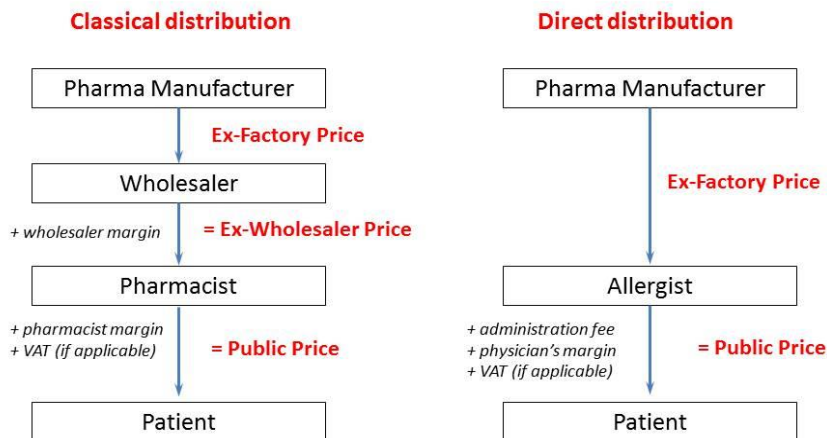 Classical distribution
Pharma Manufacturer
Ex-Factory Price
Wholesaler
+ wholesaler margin
= Ex-Wholesaler Price
Pharmacist
+ pharmacist margin
+ VAT (if applicable)
= Public Price
Patient
Direct distribution
Pharma Manufacturer
Ex-Factory Price
Allergist
+ administration fee
+ physician's margin
+ VAT (if applicable)
= Public Price
Patient